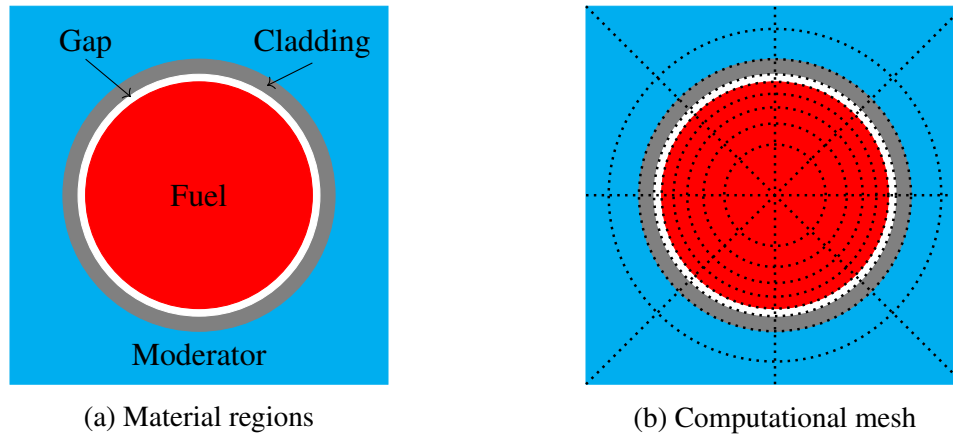 Gap
Cladding
Fuel
Moderator
(a) Material regions
(b) Computational mesh